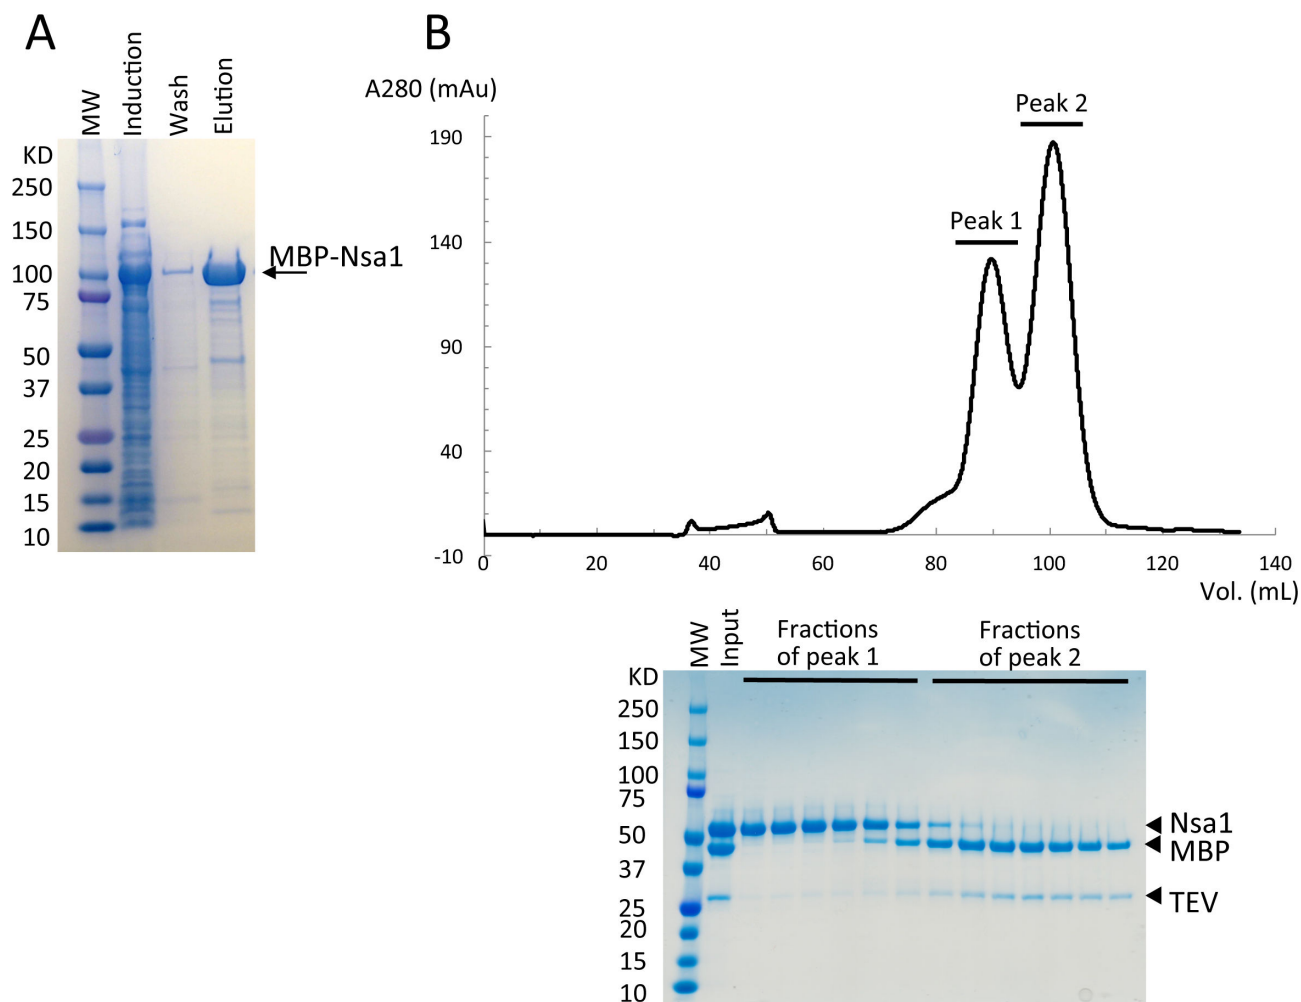 A
MW
Induction
Wash
Elution
KD
250
150
100
75
50
37
25
20
15
10
MBP-Nsa1
B
A280 (mAu)
190
140
90
40
-10
0
20
40
60
80
100
120
140
Vol. (mL)
Peak 1
Peak 2
MW
Input
Fractions
of peak 1
Fractions
of peak 2
KD
250
150
100
75
50
37
25
20
15
10
Nsa1
MBP
TEV